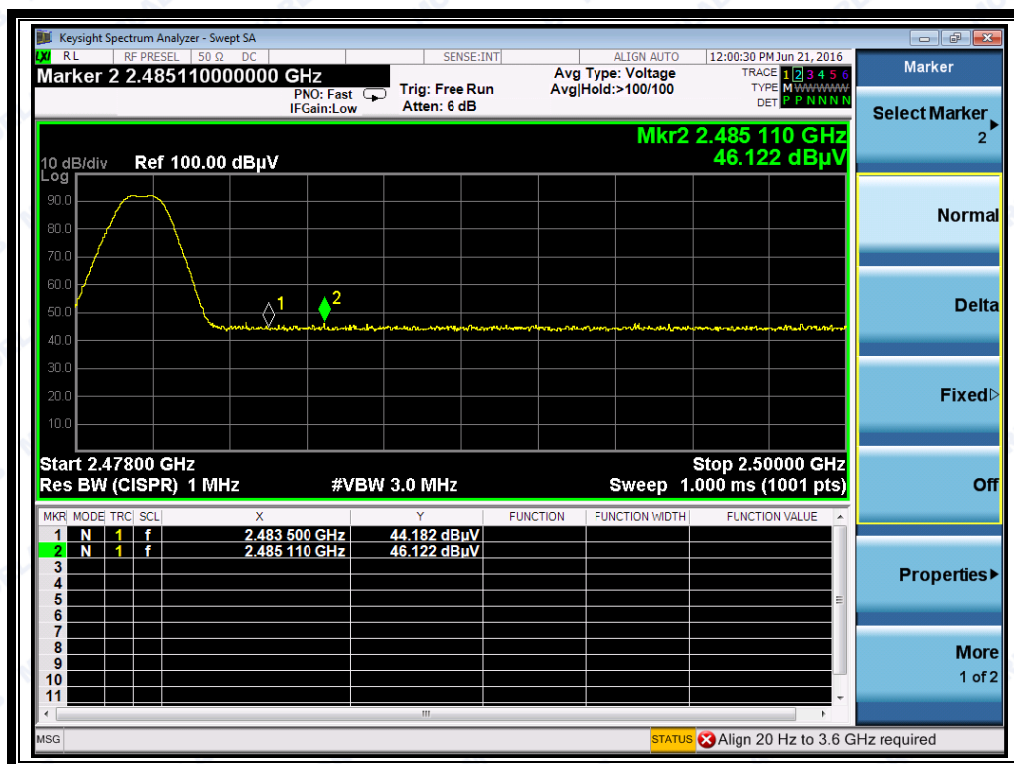 Keysight Spectrum Analyzer - Swept SA
LXI RL RF PRESEL 50 Ω DC SENSE:INT ALIGN AUTO 12:00:30 PM Jun 21, 2016
Marker 2 2.485110000000 GHz
PNO: Fast
IFGain:Low
Trig: Free Run
Atten: 6 dB
Avg Type: Voltage
Avg|Hold:>100/100
TRACE 1 2 3 4 5 6
TYPE M WWWWW
DET P P N N N N
Mkr2 2.485 110 GHz
46.122 dBµV
10 dB/div Ref 100.00 dBµV
Log
90.0
80.0
70.0
60.0
50.0
40.0
30.0
20.0
10.0
1
2
Start 2.47800 GHz Stop 2.50000 GHz
Res BW (CISPR) 1 MHz #VBW 3.0 MHz Sweep 1.000 ms (1001 pts)
MKR MODE TRC SCL X Y FUNCTION FUNCTION WIDTH FUNCTION VALUE
1 N 1 f 2.483 500 GHz 44.182 dBµV
2 N 1 f 2.485 110 GHz 46.122 dBµV
3
4
5
6
7
8
9
10
11
MSG STATUS Align 20 Hz to 3.6 GHz required
Marker
Select Marker
2
Normal
Delta
Fixed
Off
Properties
More
1 of 2